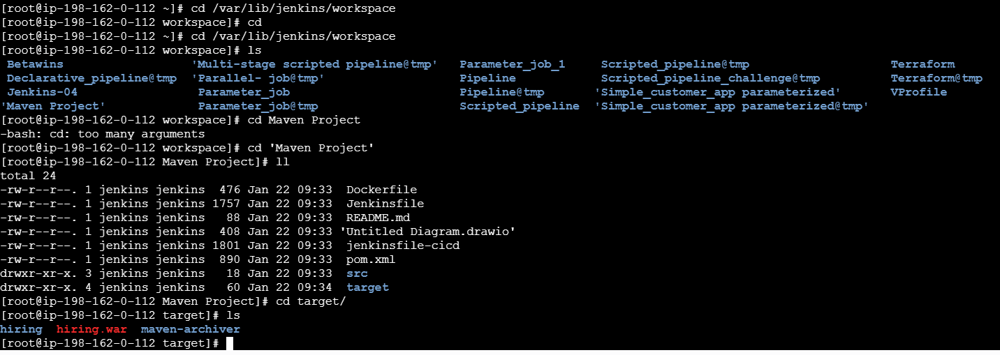 [root@ip-198-162-0-112 ~]# cd /var/lib/jenkins/workspace
[root@ip-198-162-0-112 workspace]# cd
[root@ip-198-162-0-112 ~]# cd /var/lib/jenkins/workspace
[root@ip-198-162-0-112 workspace]# ls
 Betawins                  'Multi-stage scripted pipeline@tmp'   Parameter_job_1     Scripted_pipeline@tmp                    Terraform
 Declarative_pipeline@tmp  'Parallel- job@tmp'                   Pipeline            Scripted_pipeline_challenge@tmp          Terraform@tmp
 Jenkins-04                 Parameter_job                        Pipeline@tmp       'Simple_customer_app parameterized'       VProfile
'Maven Project'             Parameter_job@tmp                    Scripted_pipeline  'Simple_customer_app parameterized@tmp'
[root@ip-198-162-0-112 workspace]# cd Maven Project
-bash: cd: too many arguments
[root@ip-198-162-0-112 workspace]# cd 'Maven Project'
[root@ip-198-162-0-112 Maven Project]# ll
total 24
-rw-r--r--. 1 jenkins jenkins  476 Jan 22 09:33  Dockerfile
-rw-r--r--. 1 jenkins jenkins 1757 Jan 22 09:33  Jenkinsfile
-rw-r--r--. 1 jenkins jenkins   88 Jan 22 09:33  README.md
-rw-r--r--. 1 jenkins jenkins  408 Jan 22 09:33 'Untitled Diagram.drawio'
-rw-r--r--. 1 jenkins jenkins 1801 Jan 22 09:33  jenkinsfile-cicd
-rw-r--r--. 1 jenkins jenkins  890 Jan 22 09:33  pom.xml
drwxr-xr-x. 3 jenkins jenkins   18 Jan 22 09:33  src
drwxr-xr-x. 4 jenkins jenkins   60 Jan 22 09:34  target
[root@ip-198-162-0-112 Maven Project]# cd target/
[root@ip-198-162-0-112 target]# ls
hiring  hiring.war  maven-archiver
[root@ip-198-162-0-112 target]#